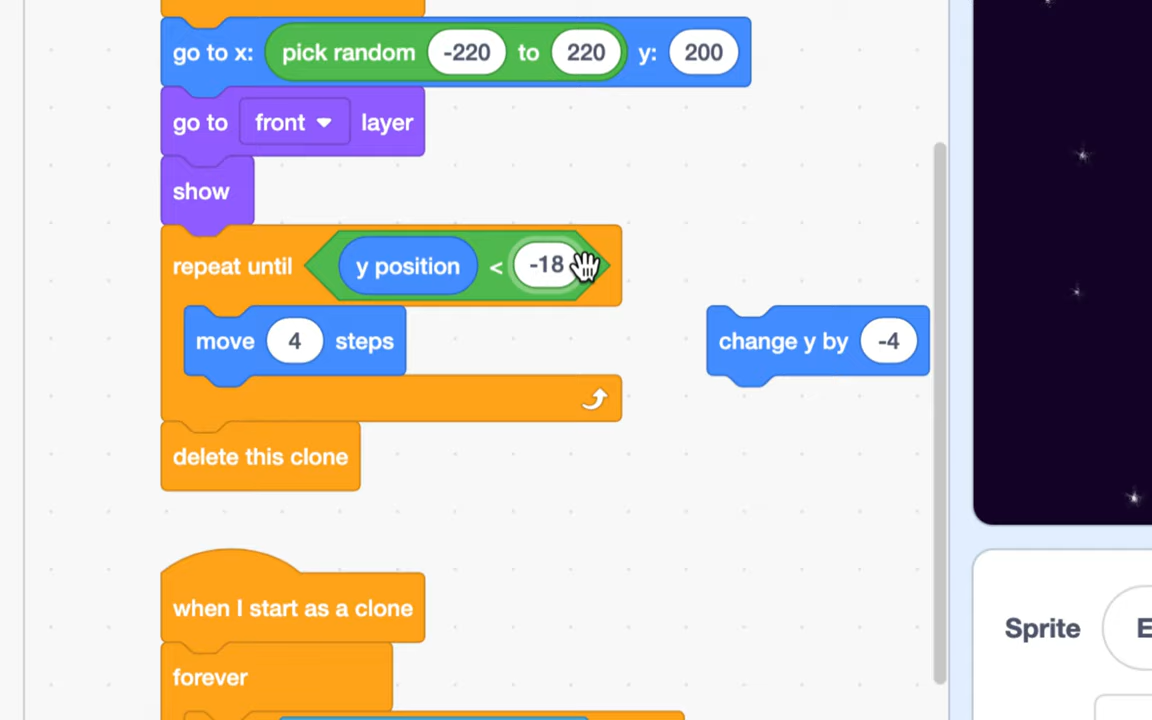 go to x: pick random -220 to 220 y: 200
go to front layer
show
repeat until y position < -18
move 4 steps
change y by -4
delete this clone
when I start as a clone
forever
Sprite
E